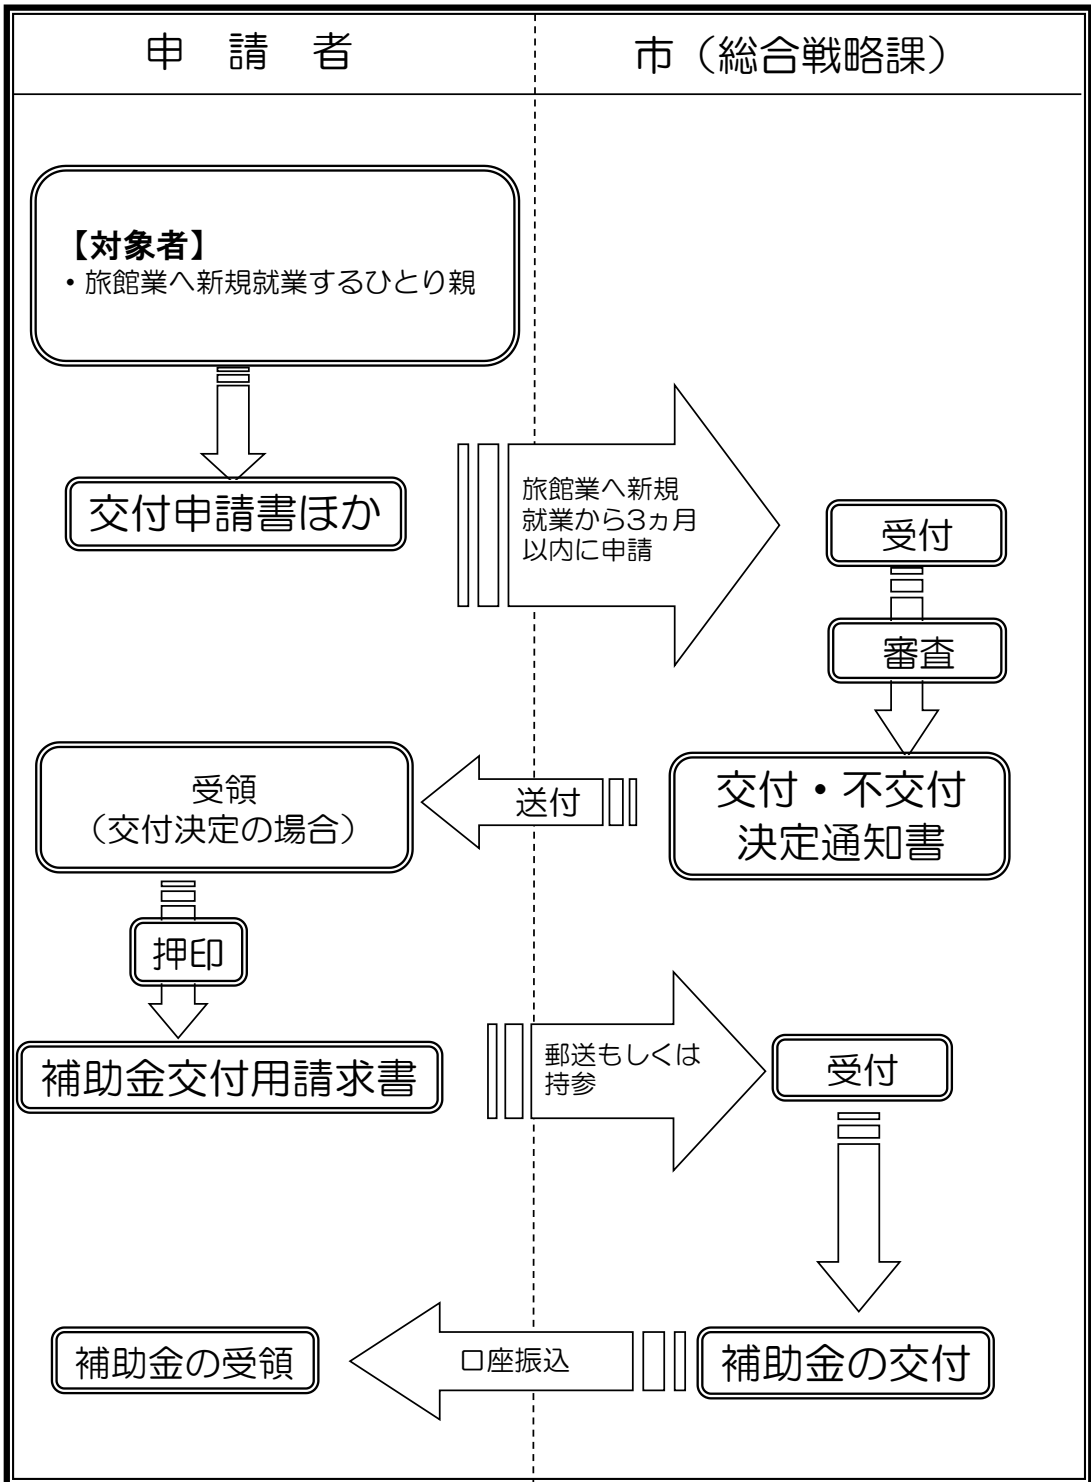 申 請 者
市（総合戦略課）
【対象者】
・旅館業へ新規就業するひとり親
交付申請書ほか
旅館業へ新規
就業から3ヵ月
以内に申請
受付
審査
交付・不交付
決定通知書
送付
受領
（交付決定の場合）
押印
補助金交付用請求書
郵送もしくは
持参
受付
補助金の交付
口座振込
補助金の受領